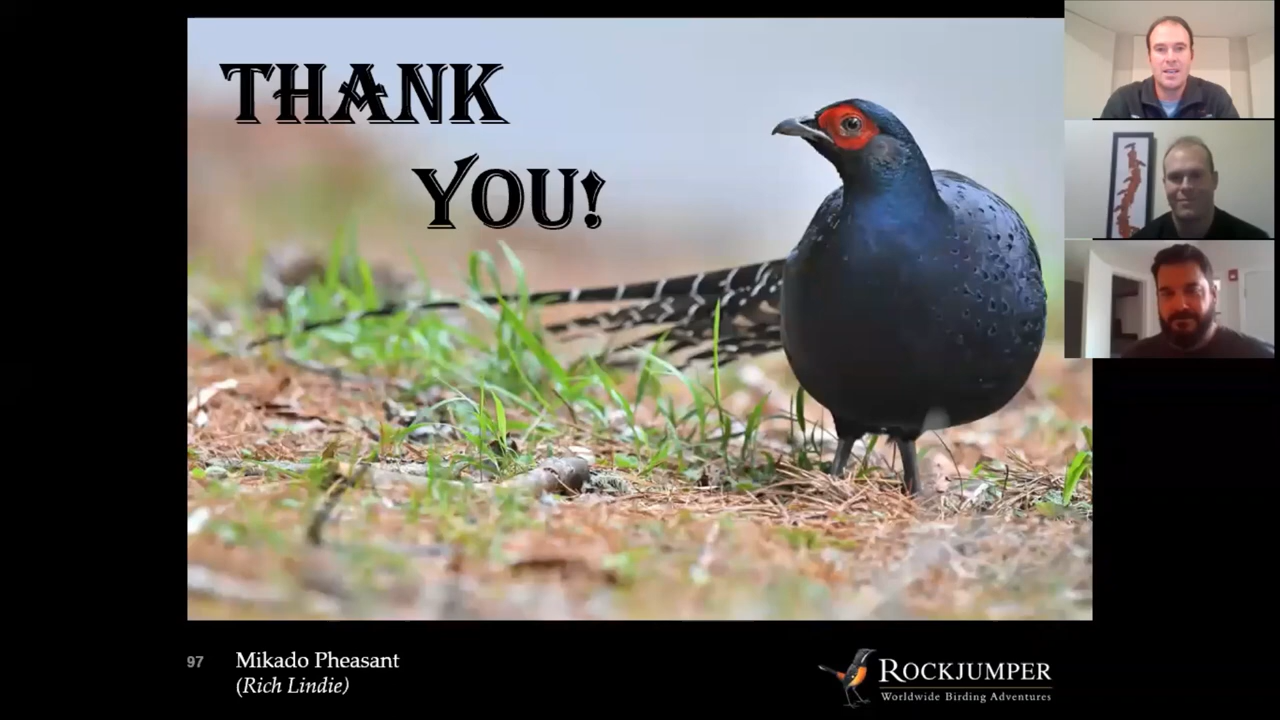 THANK
YOU!
97
Mikado Pheasant
(Rich Lindie)
ROCKJUMPER
Worldwide Birding Adventures